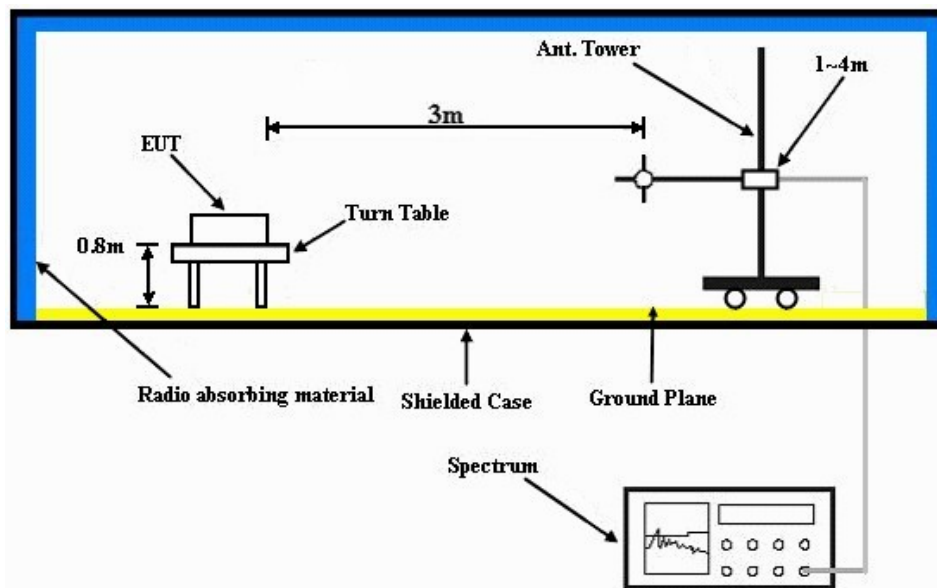 Ant. Tower
1~4m
3m
EUT
Turn Table
0.8m
Radio absorbing material
Shielded Case
Ground Plane
Spectrum